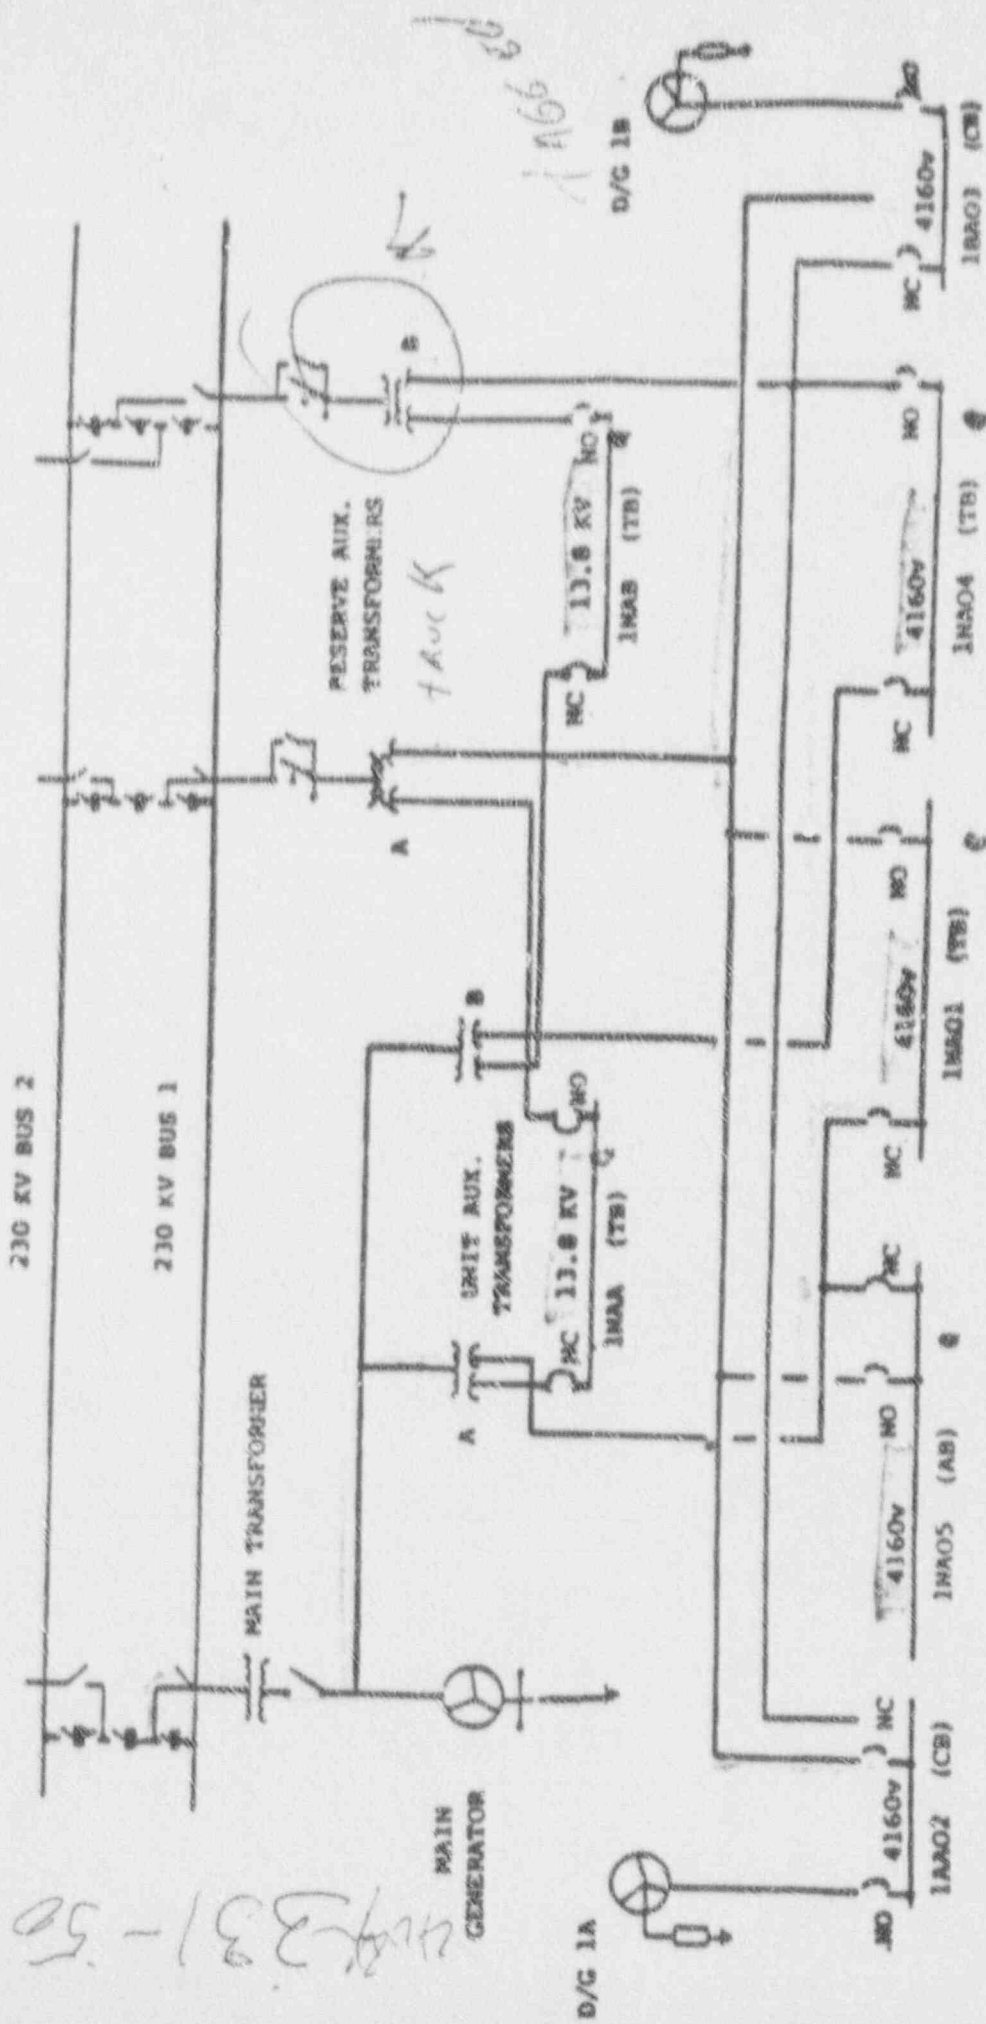 230 KV BUS 2
230 KV BUS 1
MAIN TRANSFORMER
RESERVE AUX.
TRANSFORMERS
truck
A
B
UNIT AUX.
TRANSFORMERS
A
B
MAIN
GENERATOR
NC 13.8 KV NO
1NAA (TB)
NC 13.8 KV NO
1NAB (TB)
D/G 1A
D/G 1B
NO 4160v NC
1AA02 (CB)
4160v NO NC
1NA05 (AB)
NC 4160v NO
1NA01 (TB)
NC 4160v NO
1NA04 (TB)
NC 4160v NO
1BA03 (CB)